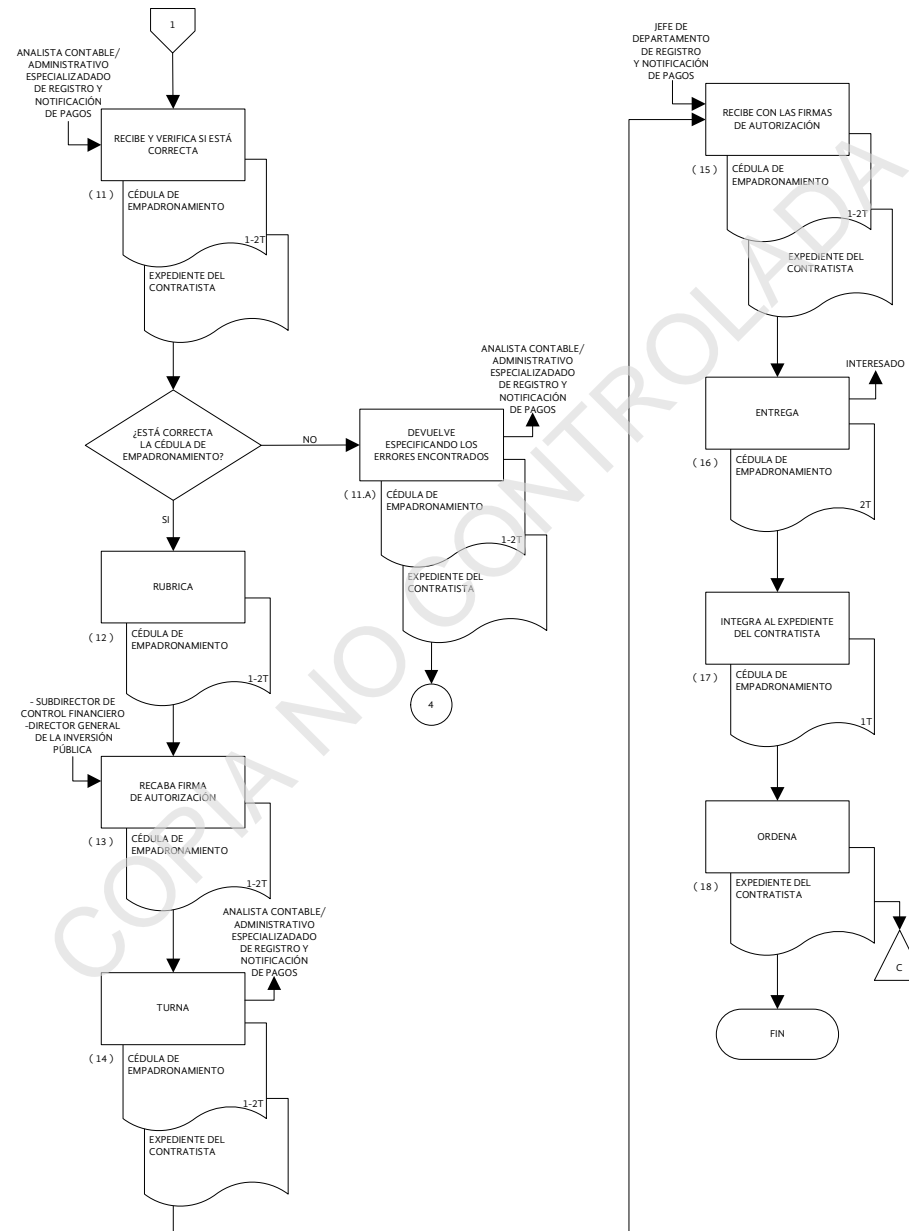 1
ANALISTA CONTABLE/
ADMINISTRATIVO
ESPECIALIZADADO
DE REGISTRO Y
NOTIFICACIÓN
DE PAGOS
RECIBE Y VERIFICA SI ESTÁ
CORRECTA
( 11 )
CÉDULA DE
EMPADRONAMIENTO
1-2T
EXPEDIENTE DEL
CONTRATISTA
¿ESTÁ CORRECTA
LA CÉDULA DE
EMPADRONAMIENTO?
NO
SI
ANALISTA CONTABLE/
ADMINISTRATIVO
ESPECIALIZADADO
DE REGISTRO Y
NOTIFICACIÓN
DE PAGOS
DEVUELVE
ESPECIFICANDO LOS
ERRORES ENCONTRADOS
( 11.A )
CÉDULA DE
EMPADRONAMIENTO
1-2T
EXPEDIENTE DEL
CONTRATISTA
4
RUBRICA
( 12 )
CÉDULA DE
EMPADRONAMIENTO
1-2T
- SUBDIRECTOR DE
CONTROL FINANCIERO
-DIRECTOR GENERAL
DE LA INVERSIÓN
PÚBLICA
RECABA FIRMA
DE AUTORIZACIÓN
( 13 )
CÉDULA DE
EMPADRONAMIENTO
1-2T
ANALISTA CONTABLE/
ADMINISTRATIVO
ESPECIALIZADADO
DE REGISTRO Y
NOTIFICACIÓN
DE PAGOS
TURNA
( 14 )
CÉDULA DE
EMPADRONAMIENTO
1-2T
EXPEDIENTE DEL
CONTRATISTA
JEFE DE
DEPARTAMENTO
DE REGISTRO
Y NOTIFICACIÓN
DE PAGOS
RECIBE CON LAS FIRMAS
DE AUTORIZACIÓN
( 15 )
CÉDULA DE
EMPADRONAMIENTO
1-2T
EXPEDIENTE DEL
CONTRATISTA
INTERESADO
ENTREGA
( 16 )
CÉDULA DE
EMPADRONAMIENTO
2T
INTEGRA AL EXPEDIENTE
DEL CONTRATISTA
( 17 )
CÉDULA DE
EMPADRONAMIENTO
1T
ORDENA
( 18 )
EXPEDIENTE DEL
CONTRATISTA
C
FIN
COPIA NO CONTROLADA